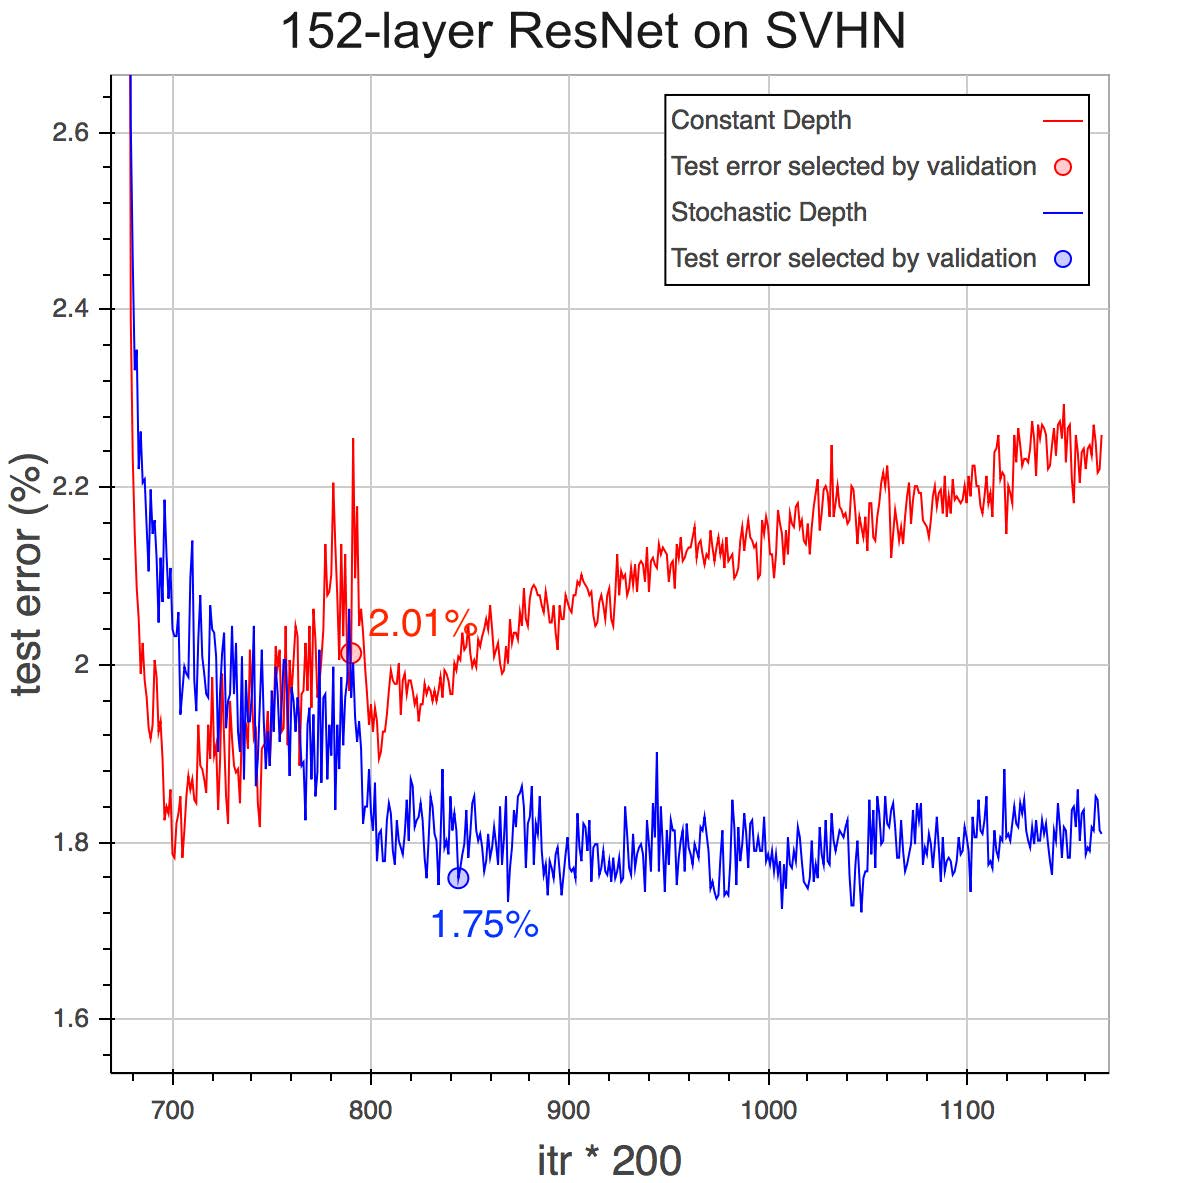 152-layer ResNet on SVHN
Constant Depth
Test error selected by validation
Stochastic Depth
Test error selected by validation
2.6
2.4
2.2
2
1.8
1.6
test error (%)
2.01%
1.75%
700 800 900 1000 1100
itr * 200